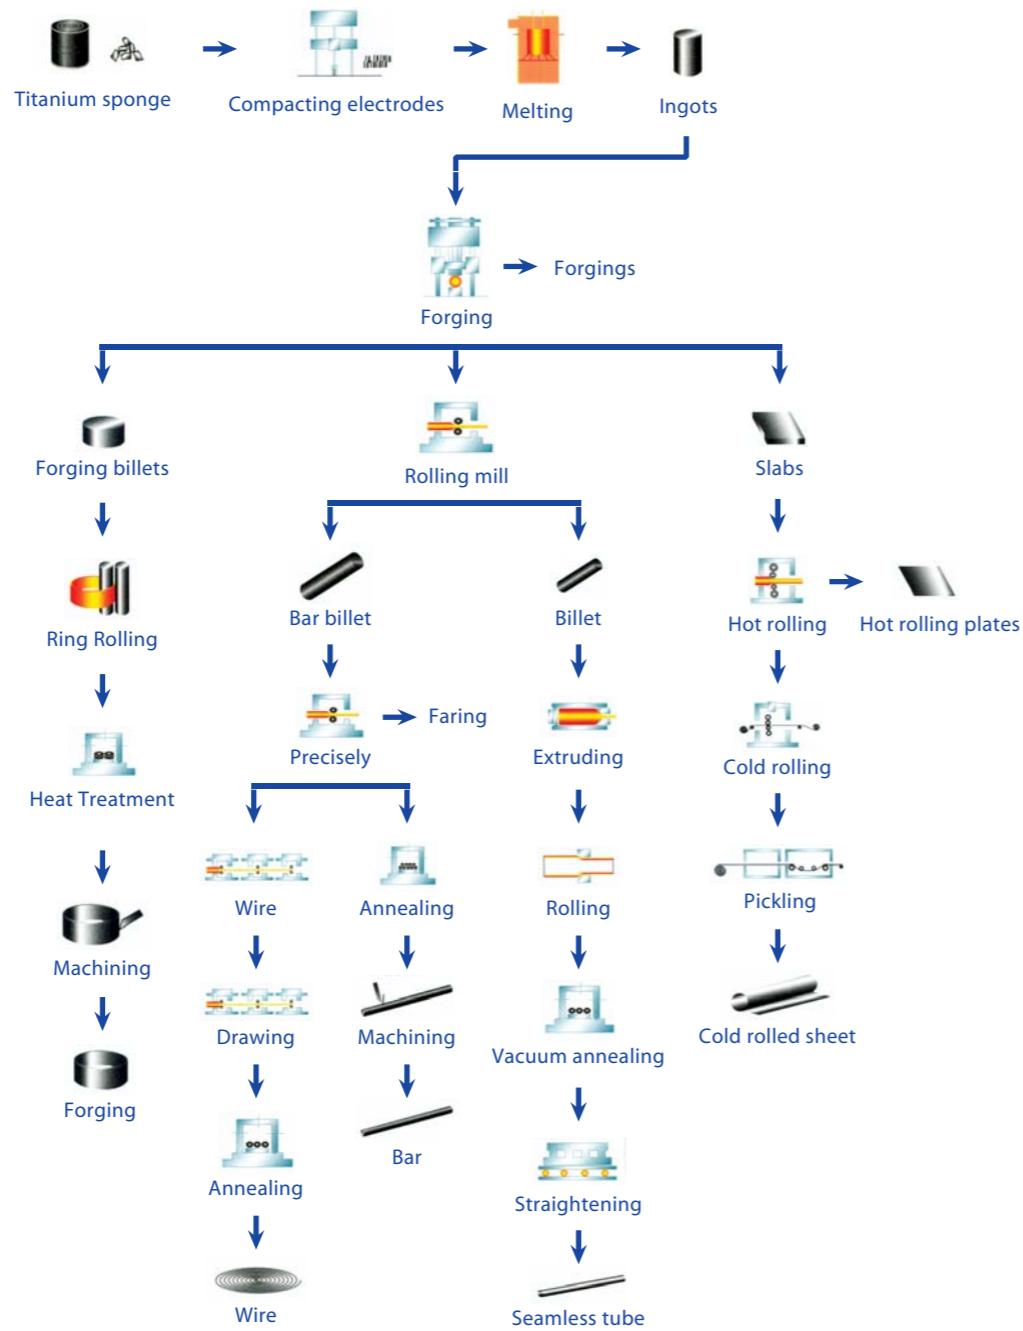 Titanium sponge
Compacting electrodes
Melting
Ingots
Forging
Forgings
Forging billets
Rolling mill
Slabs
Ring Rolling
Bar billet
Billet
Hot rolling
Hot rolling plates
Heat Treatment
Precisely
Faring
Extruding
Cold rolling
Machining
Wire
Annealing
Rolling
Pickling
Forging
Drawing
Machining
Vacuum annealing
Cold rolled sheet
Annealing
Bar
Straightening
Wire
Seamless tube